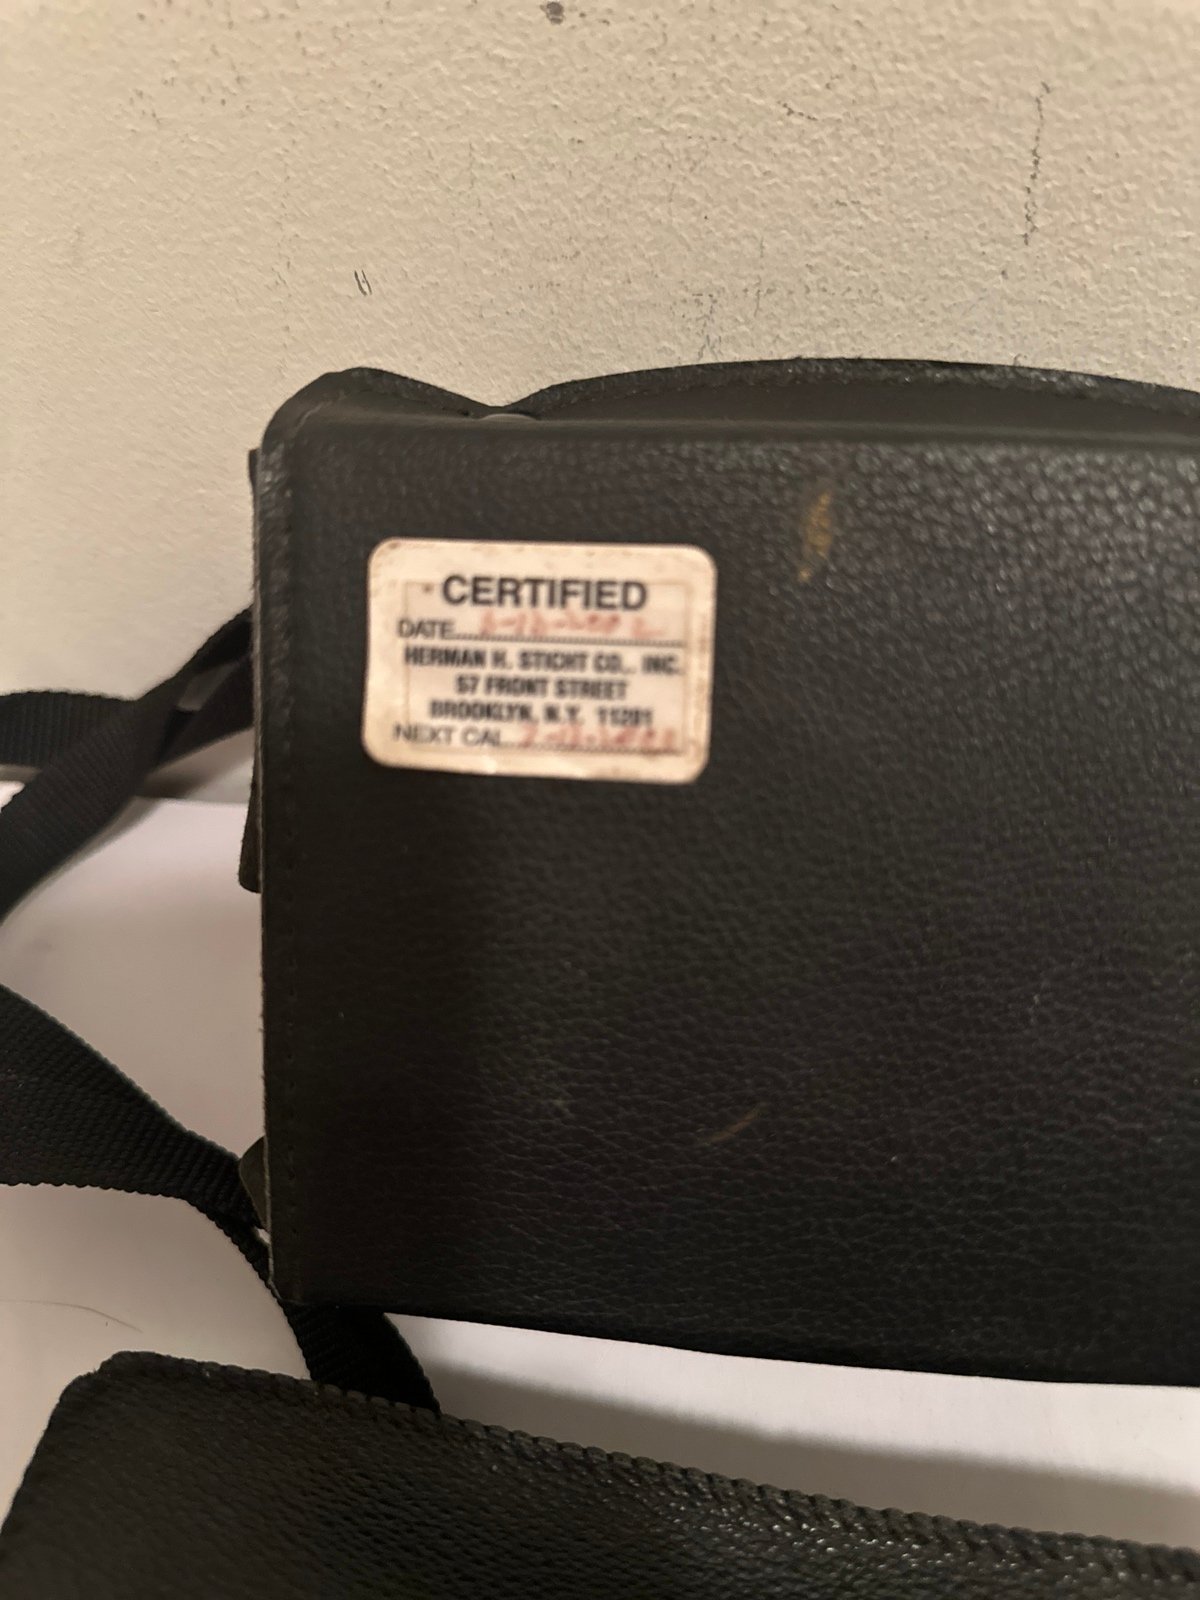 CERTIFIED
DATE
HERMAN H. STICHT CO., INC.
57 FRONT STREET
BROOKLYN, N.Y. 11201
NEXT CAL.